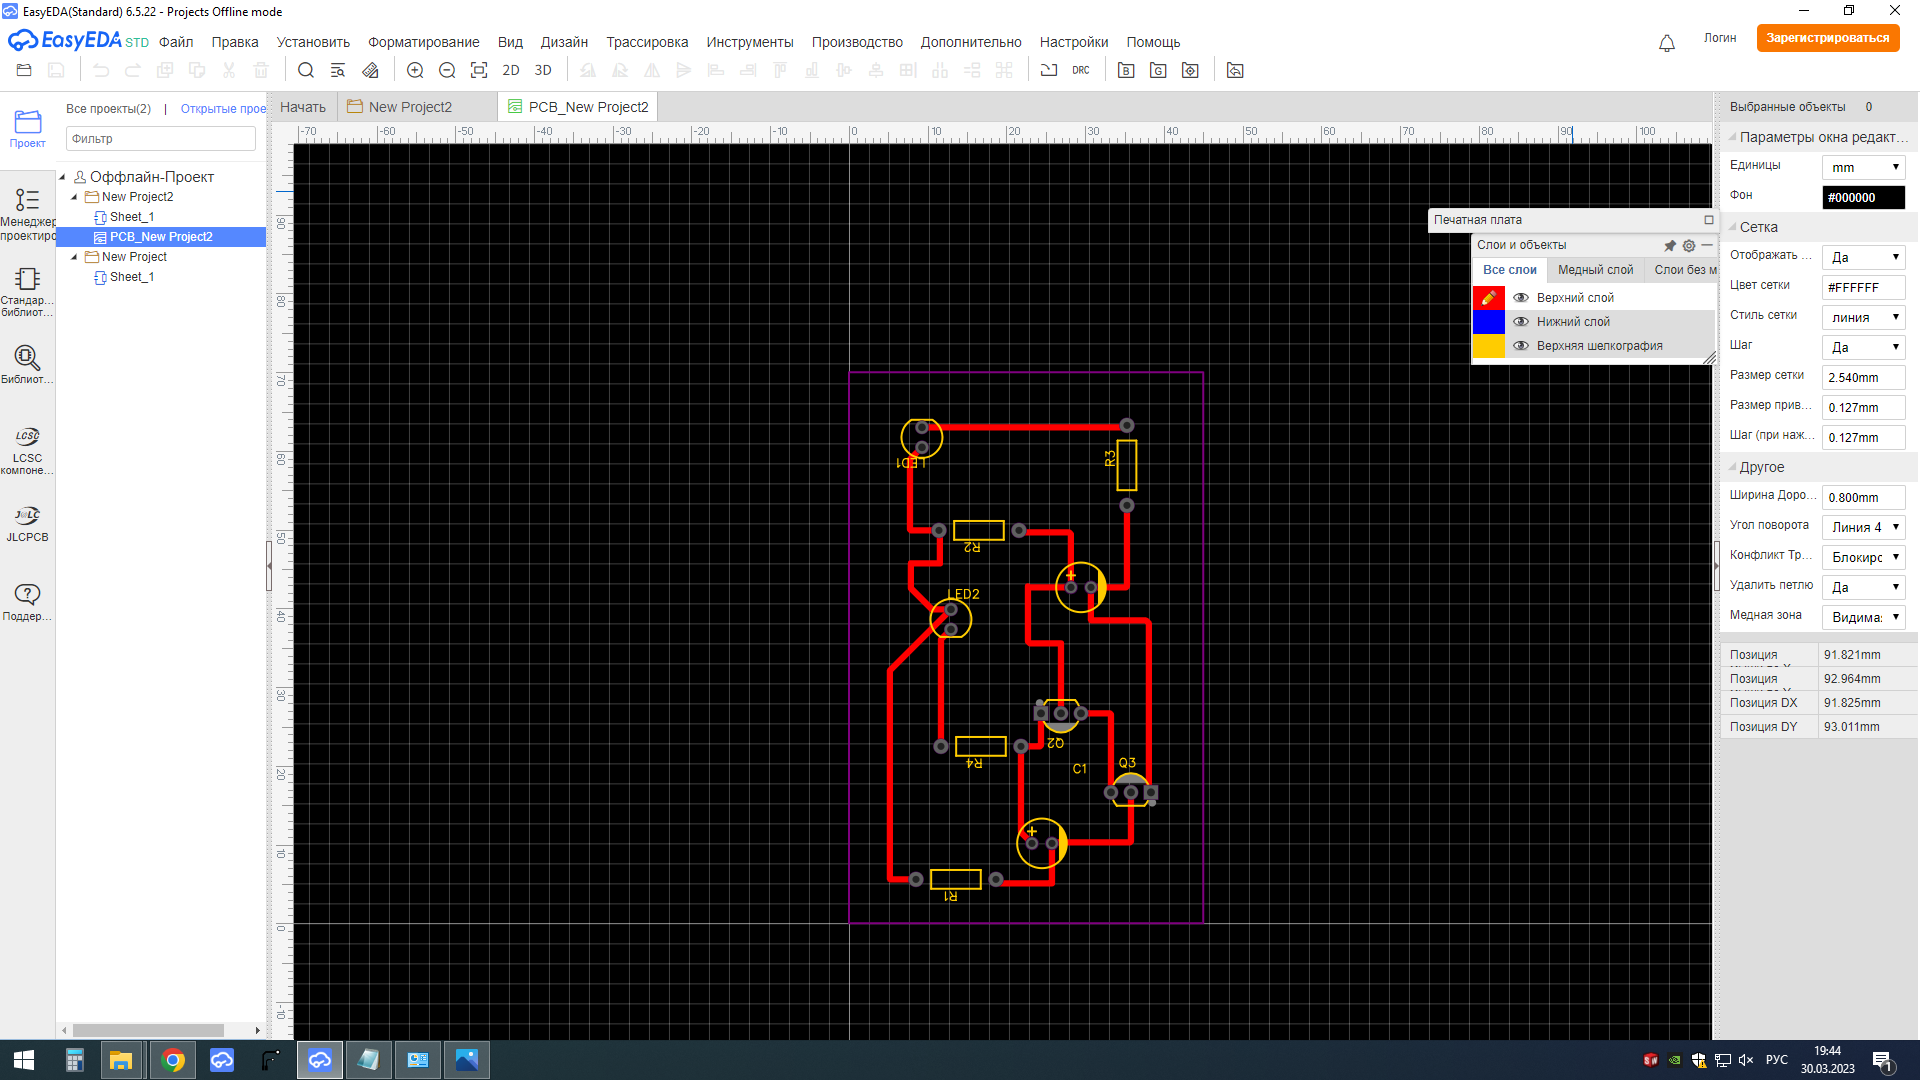 EasyEDA(Standard) 6.5.22 - Projects Offline mode
EasyEDA STD Файл Правка Установить Форматирование Вид Дизайн Трассировка Инструменты Производство Дополнительно Настройки Помощь Логин Зарегистрироваться
2D 3D DRC B G
Все проекты(2) | Открытые прое
Начать New Project2 PCB_New Project2
Фильтр
Проект
Менеджер
проектиро
Стандар...
библиот...
Библиот...
LCSC
LCSC
компоне...
JLC
JLCPCB
Поддер...
Оффлайн-Проект
New Project2
Sheet_1
PCB_New Project2
New Project
Sheet_1
-70 -60 -50 -40 -30 -20 -10 0 10 20 30 40 50 60 70 80 90 100
90
80
70
60
50
40
30
20
10
0
-10
LED1
R3
R2
+
LED2
Q2
R4
C1
Q3
+
R1
Печатная плата
Слои и объекты
Все слои Медный слой Слои без м
Верхний слой
Нижний слой
Верхняя шелкография
Выбранные объекты 0
Параметры окна редакт...
Единицы mm
Фон #000000
Сетка
Отображать ... Да
Цвет сетки #FFFFFF
Стиль сетки линия
Шаг Да
Размер сетки 2.540mm
Размер прив... 0.127mm
Шаг (при наж... 0.127mm
Другое
Ширина Доро... 0.800mm
Угол поворота Линия 4
Конфликт Тр... Блокирс
Удалить петлю Да
Медная зона Видима
Позиция 91.821mm
Позиция 92.964mm
Позиция DX 91.825mm
Позиция DY 93.011mm
РУС
19:44
30.03.2023
1